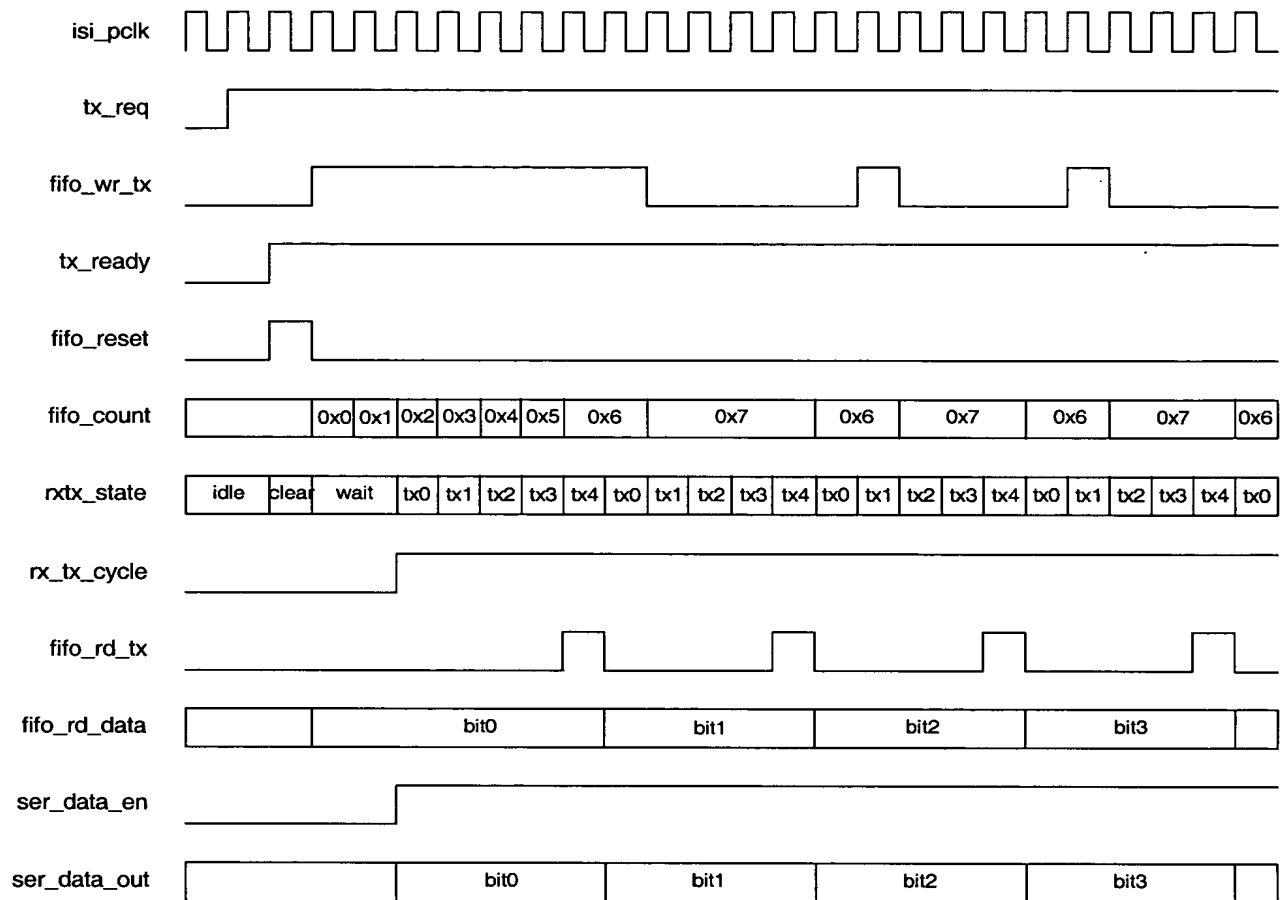 isi_pclk
tx_req
fifo_wr_tx
tx_ready
fifo_reset
fifo_count 0x0 0x1 0x2 0x3 0x4 0x5 0x6 0x7 0x6 0x7 0x6 0x7 0x6
rxtx_state idle clear wait tx0 tx1 tx2 tx3 tx4 tx0 tx1 tx2 tx3 tx4 tx0 tx1 tx2 tx3 tx4 tx0 tx1 tx2 tx3 tx4 tx0
rx_tx_cycle
fifo_rd_tx
fifo_rd_data bit0 bit1 bit2 bit3
ser_data_en
ser_data_out bit0 bit1 bit2 bit3